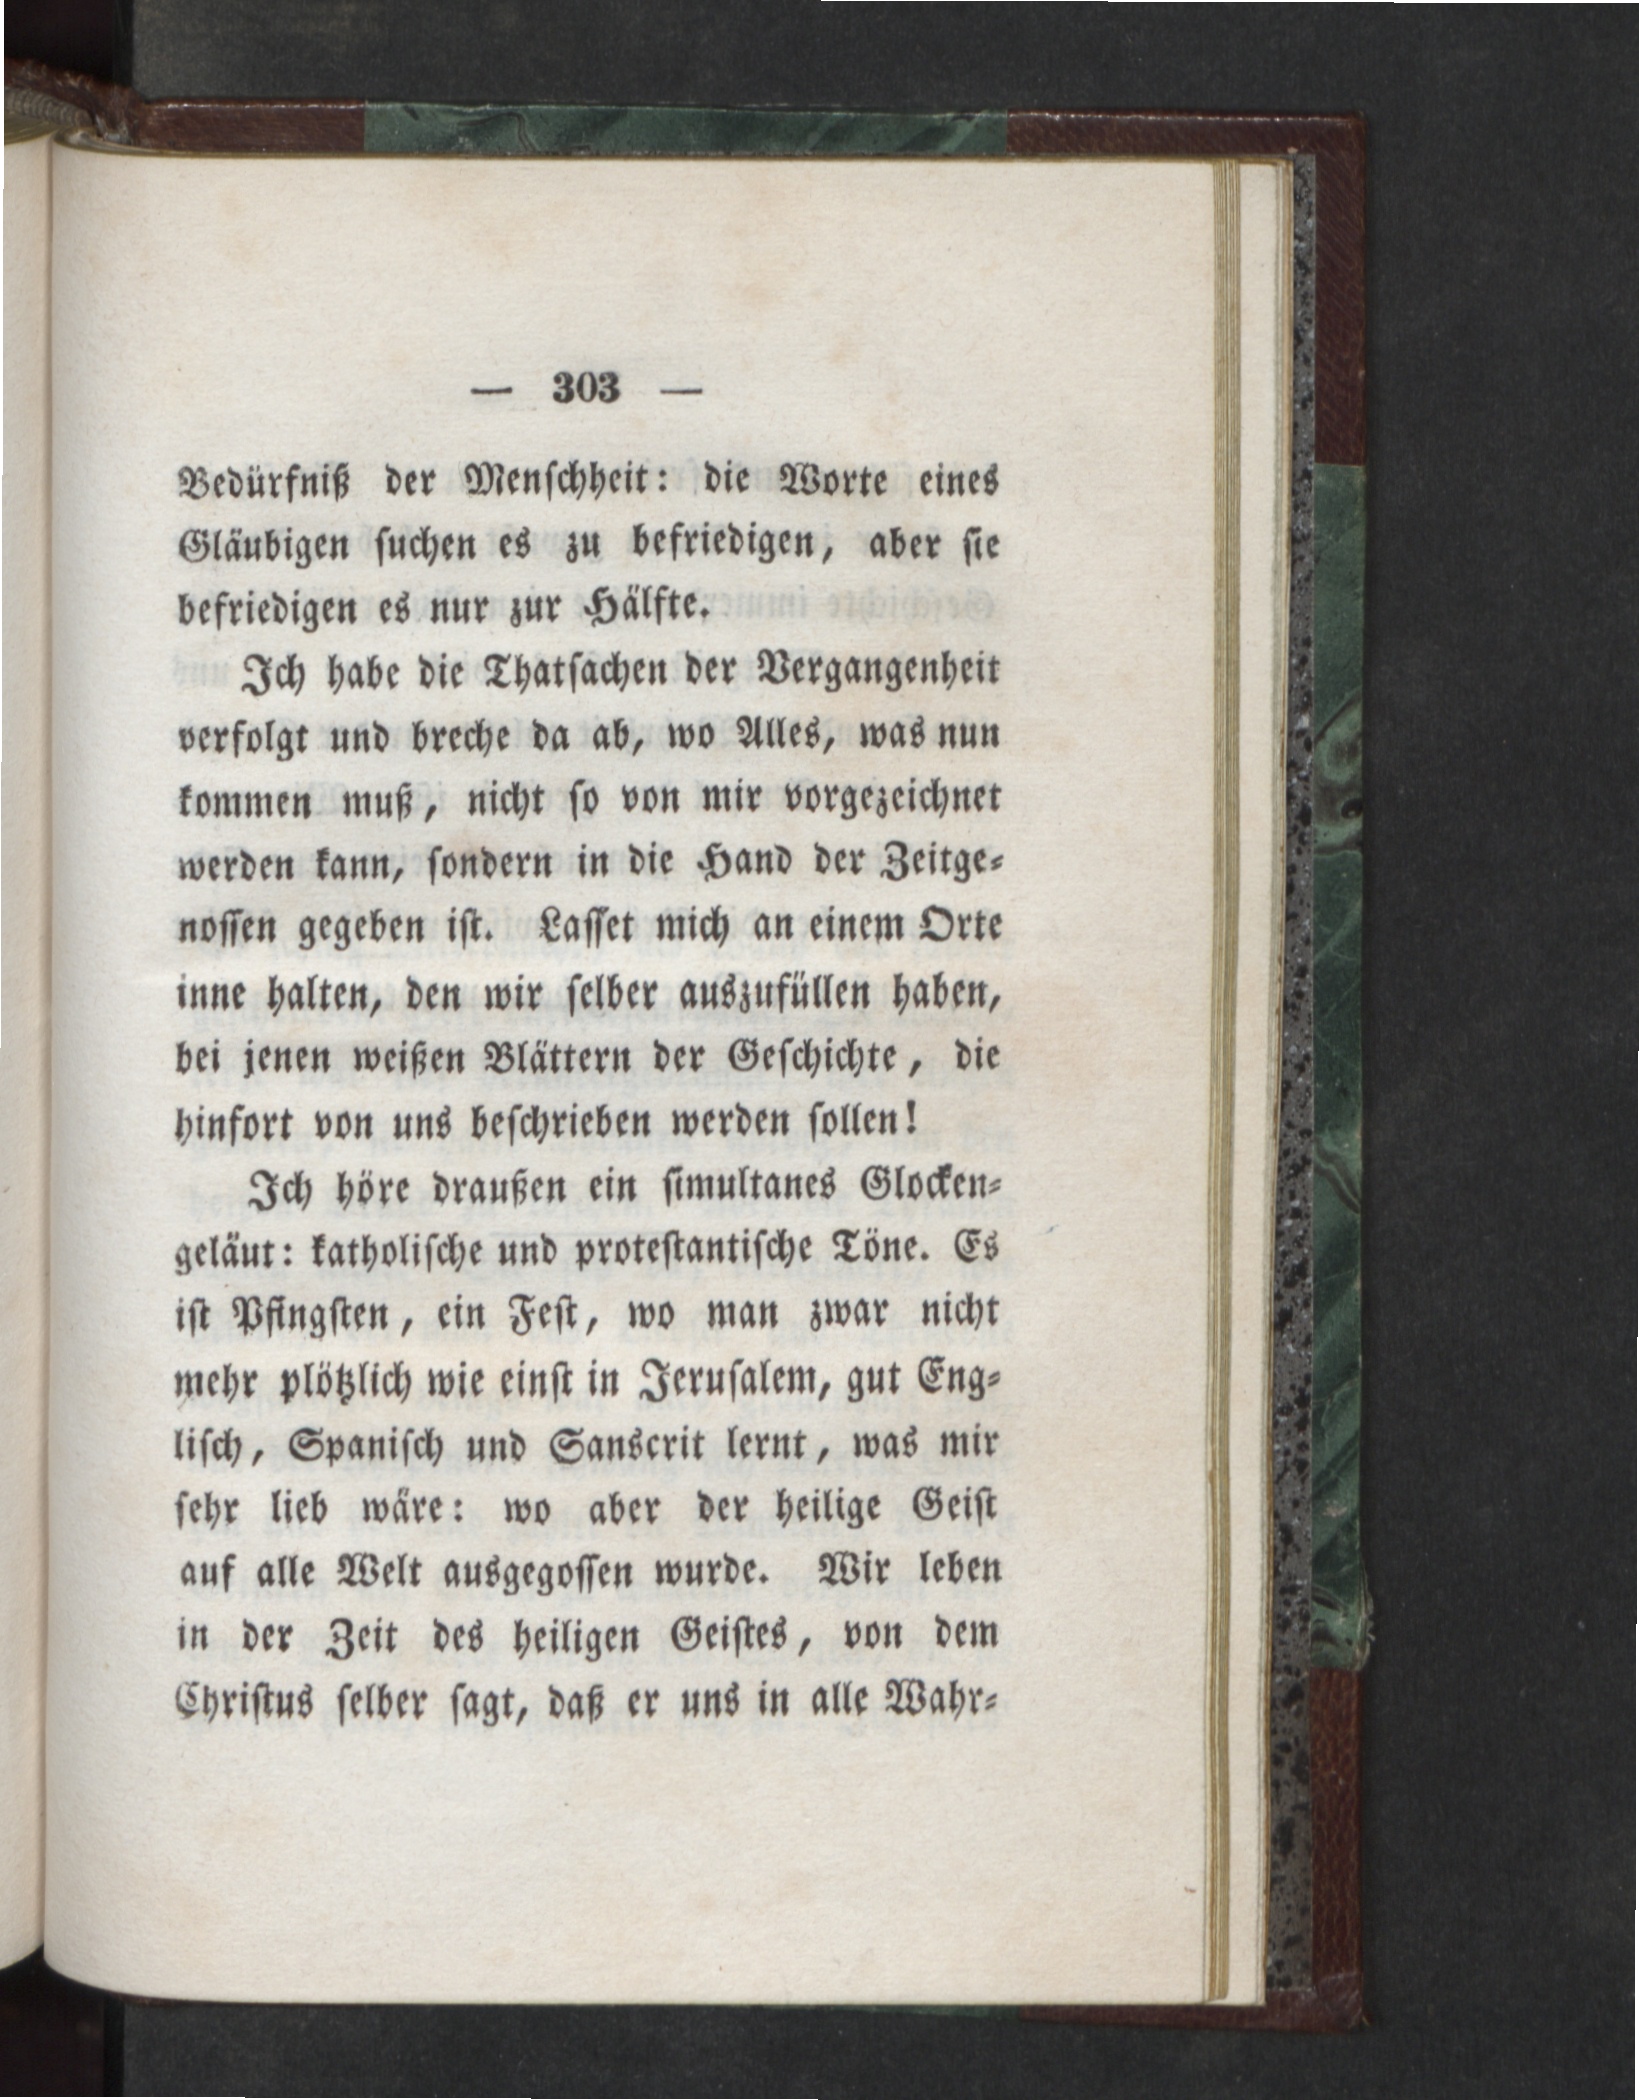 — 303 —
Bedürfniß der Menſchheit: die Worte eines
Gläubigen ſuchen es zu befriedigen, aber ſie
befriedigen es nur zur Hälfte.
Ich habe die Thatſachen der Vergangenheit
verfolgt und breche da ab, wo Alles, was nun
kommen muß, nicht ſo von mir vorgezeichnet
werden kann, ſondern in die Hand der Zeitge⸗
noſſen gegeben iſt. Laſſet mich an einem Orte
inne halten, den wir ſelber auszufüllen haben,
bei jenen weißen Blättern der Geſchichte, die
hinfort von uns beſchrieben werden ſollen!
Ich höre draußen ein ſimultanes Glocken⸗
geläut: katholiſche und proteſtantiſche Töne. Es
iſt Pfingſten, ein Feſt, wo man zwar nicht
mehr plötzlich wie einſt in Jeruſalem, gut Eng⸗
liſch, Spaniſch und Sanscrit lernt, was mir
ſehr lieb wäre: wo aber der heilige Geiſt
auf alle Welt ausgegoſſen wurde. Wir leben
in der Zeit des heiligen Geiſtes, von dem
Chriſtus ſelber ſagt, daß er uns in alle Wahr⸗